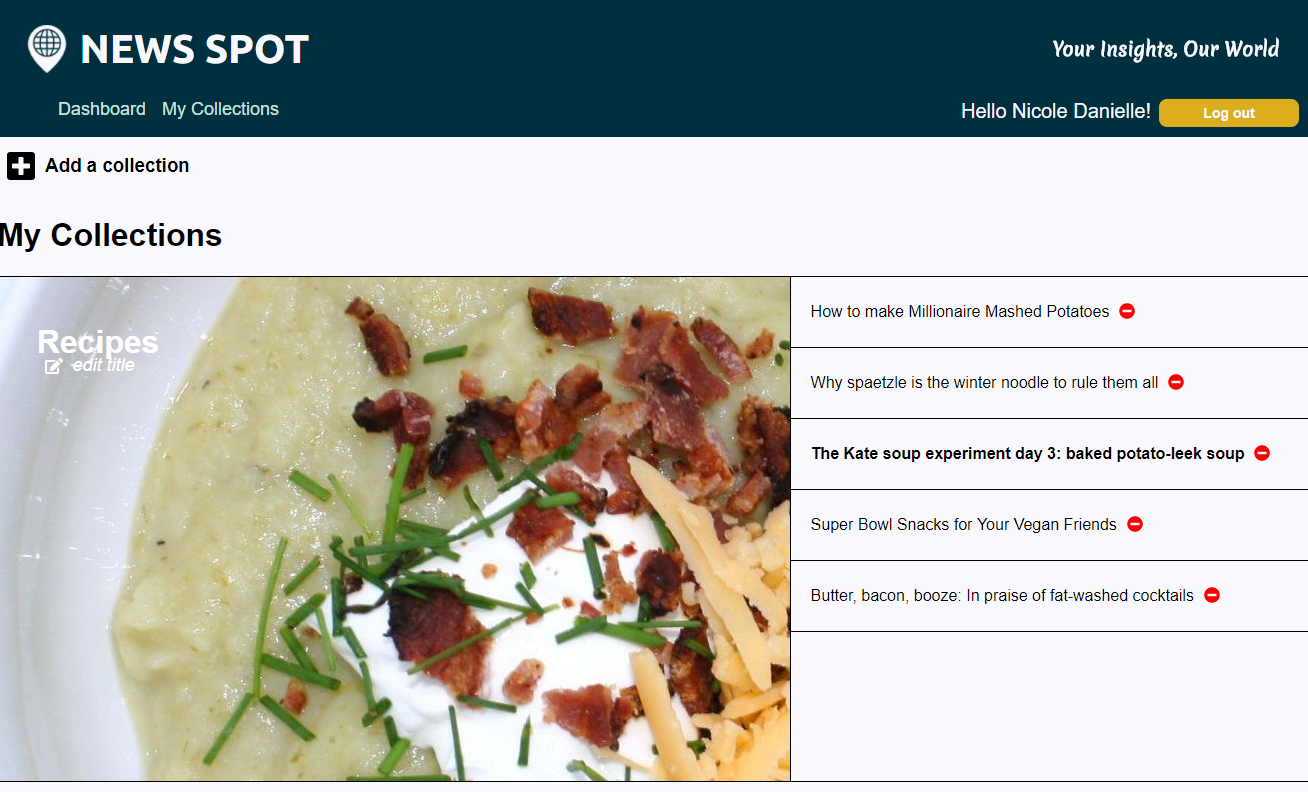 NEWS SPOT
Your Insights, Our World
Dashboard My Collections
Hello Nicole Danielle! Log out
Add a collection
My Collections
Recipes
edit title
How to make Millionaire Mashed Potatoes
Why spaetzle is the winter noodle to rule them all
The Kate soup experiment day 3: baked potato-leek soup
Super Bowl Snacks for Your Vegan Friends
Butter, bacon, booze: In praise of fat-washed cocktails